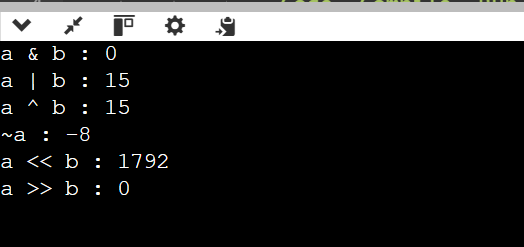 a & b : 0
a | b : 15
a ^ b : 15
~a : -8
a << b : 1792
a >> b : 0